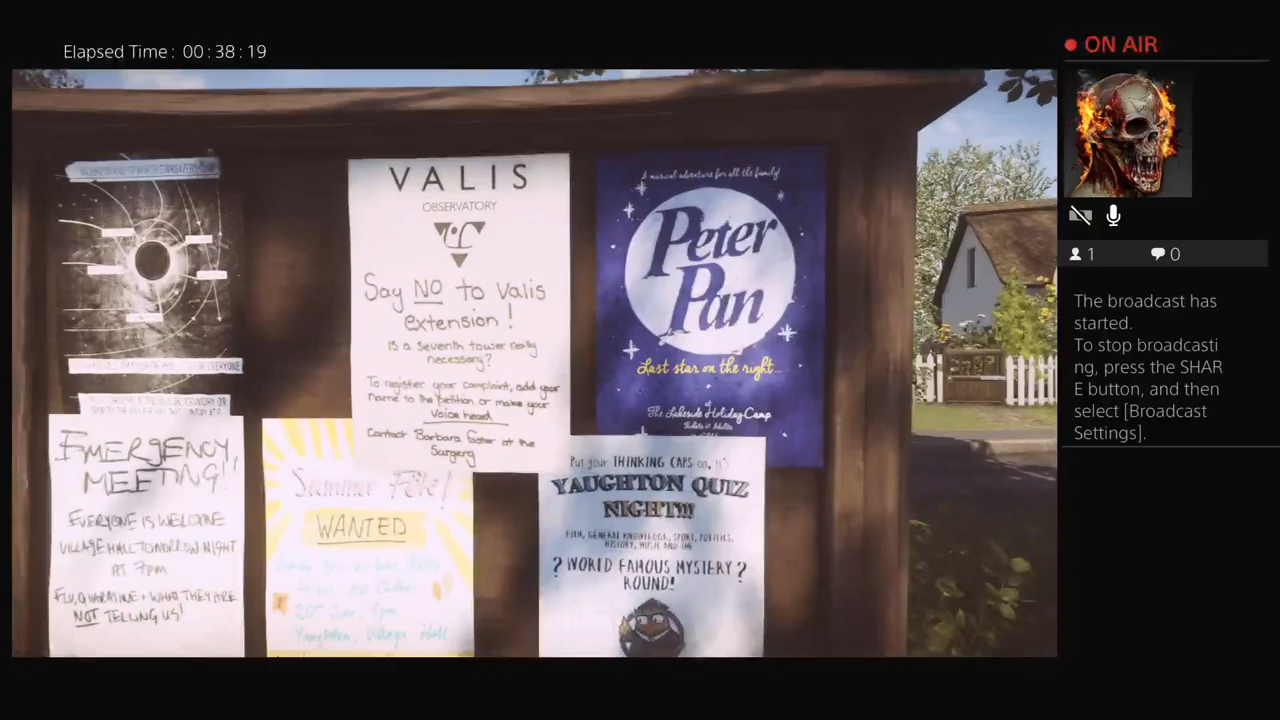 Elapsed Time: 00:38:19
ON AIR
1
0
The broadcast has
started.
To stop broadcasti
ng, press the SHAR
E button, and then
select [Broadcast
Settings].
VALIS
OBSERVATORY
Say NO to Valis
extension!
Is a seventh tower really
necessary?
To register your complaint, add your
name to the petition or make your
voice heard
Contact Barbara Foster at the
Surgery
A musical adventure for all the family!
Peter
Pan
Last star on the right...
at
The Lakeside Holiday Camp
EMERGENCY
MEETING!!
EVERYONE IS WELCOME
VILLAGE HALL TOMORROW NIGHT
AT 7PM
FLU, QUARANTINE + WHAT THEY ARE
NOT TELLING US!
Summer Fête!
WANTED
Yaughton Village Hall
Put your THINKING CAPS on, it's
YAUGHTON QUIZ
NIGHT!!!
FILM, GENERAL KNOWLEDGE, SPORT, POLITICS,
HISTORY, MUSIC AND THE
? WORLD FAMOUS MYSTERY ?
ROUND!